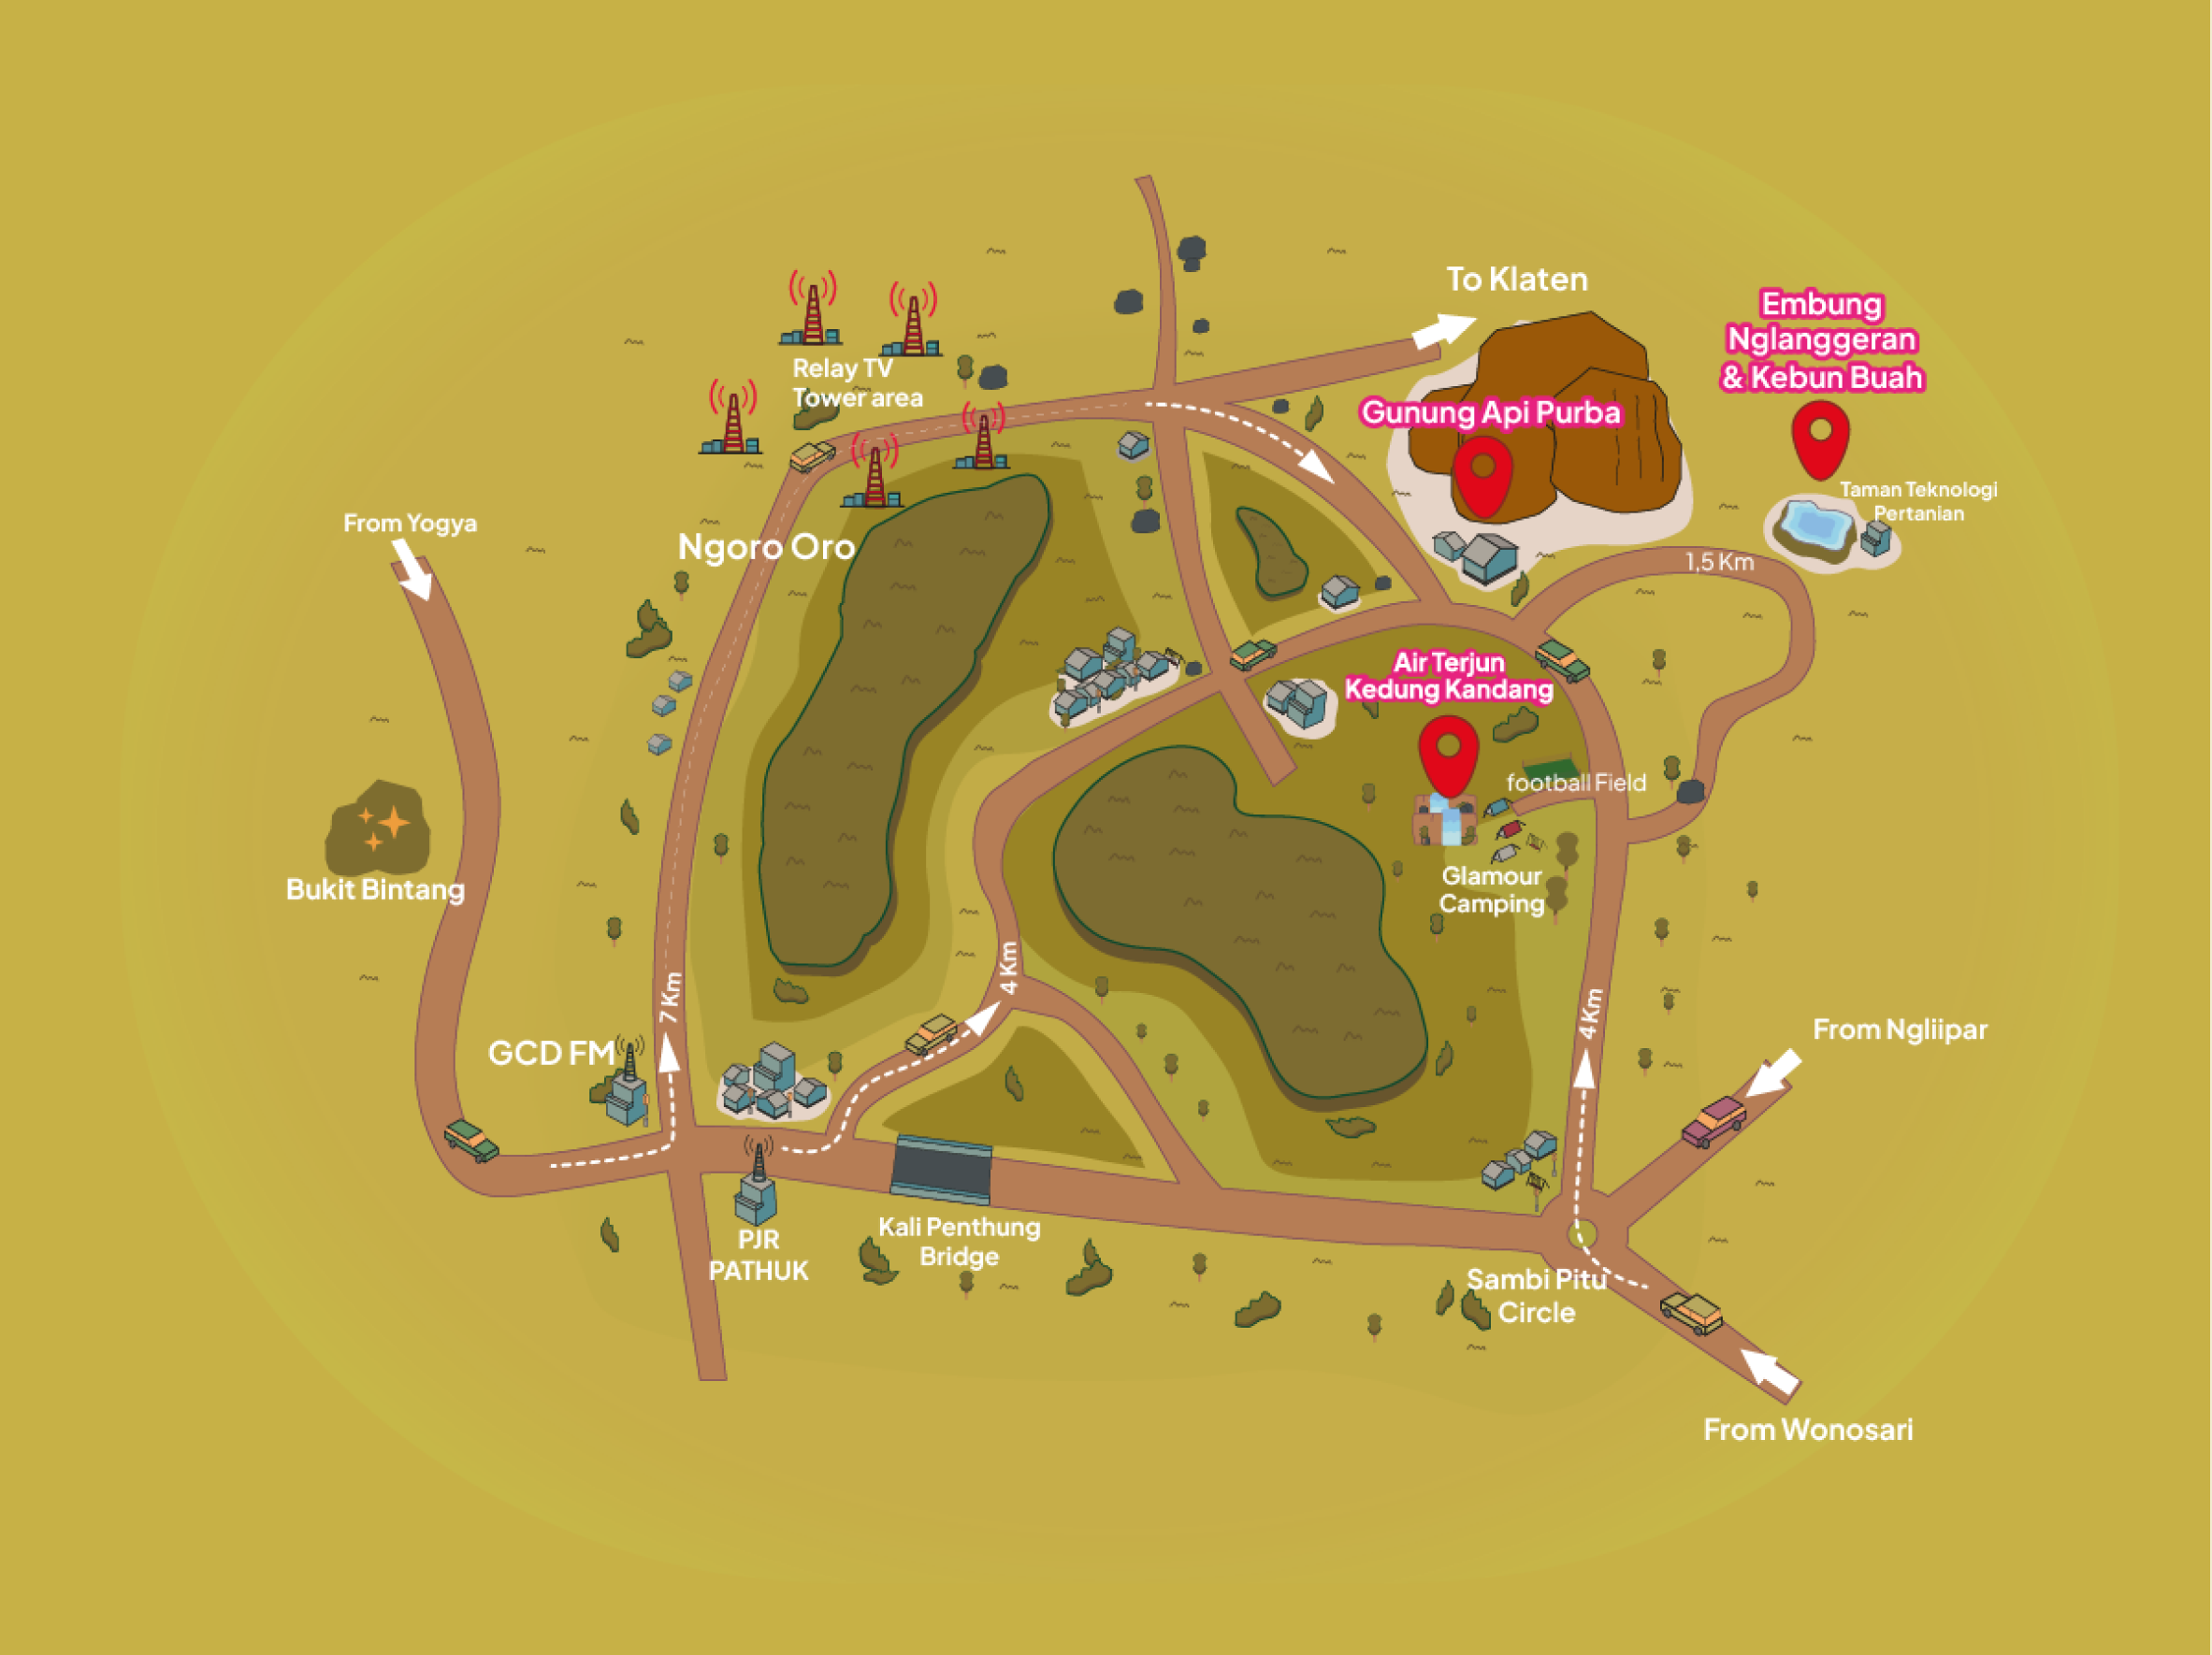 To Klaten
Embung
Nglanggeran
& Kebun Buah
Relay TV
Tower area
Gunung Api Purba
Taman Teknologi
Pertanian
From Yogya
Ngoro Oro
1,5 Km
Air Terjun
Kedung Kandang
football Field
Bukit Bintang
Glamour
Camping
7 Km
4 Km
4 Km
GCD FM
From Ngliipar
PJR
PATHUK
Kali Penthung
Bridge
Sambi Pitu
Circle
From Wonosari